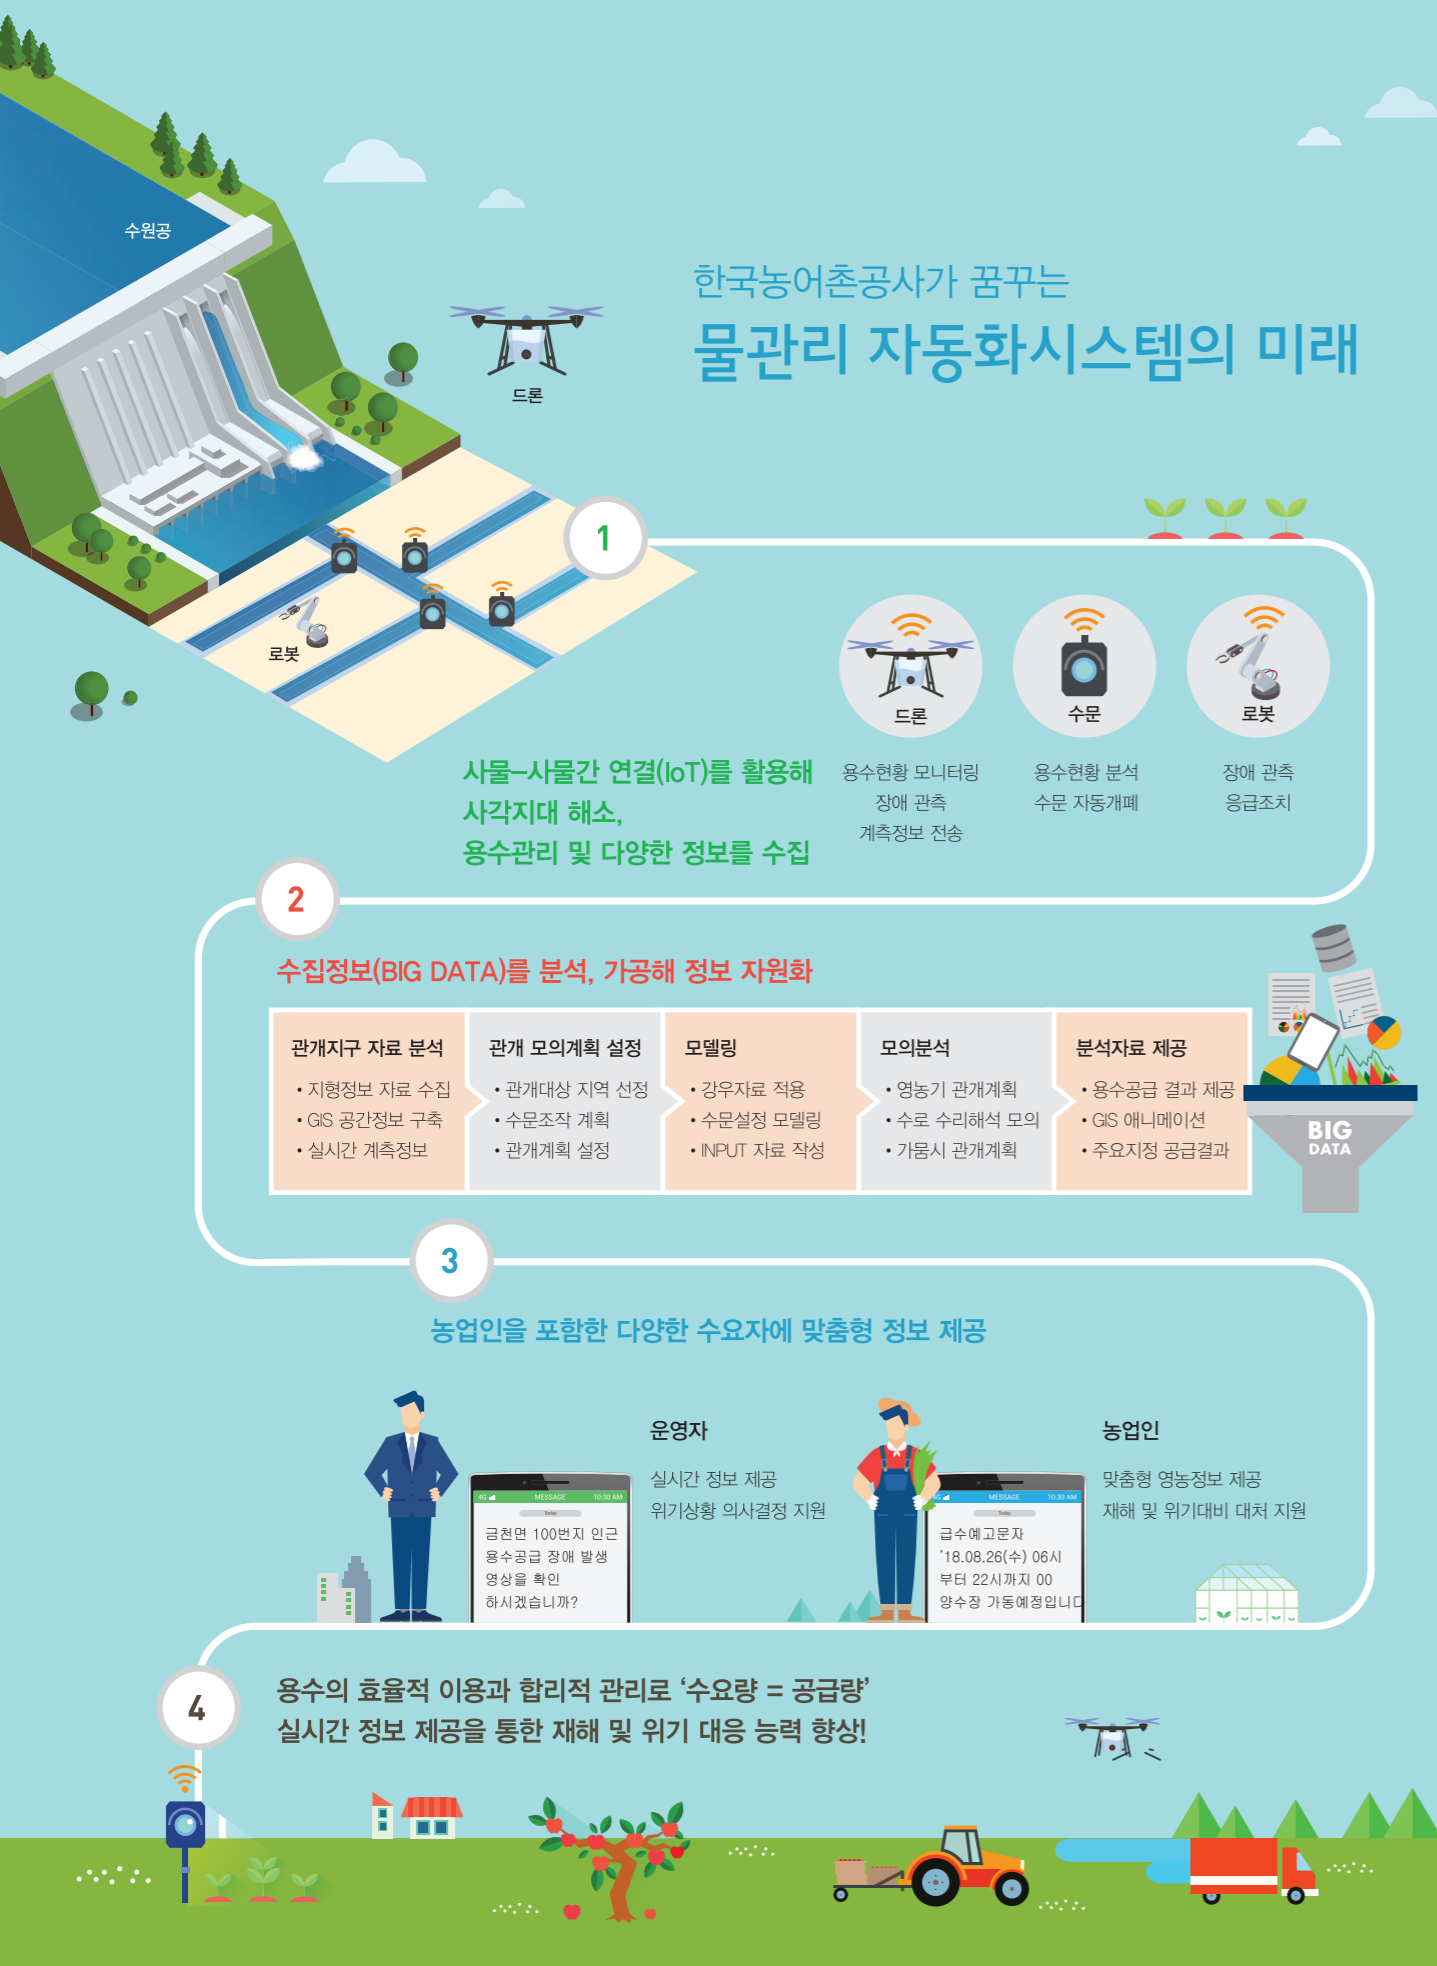 수원공
드론
로봇
한국농어촌공사가 꿈꾸는
물관리 자동화시스템의 미래
1
드론
용수현황 모니터링
장애 관측
계측정보 전송
수문
용수현황 분석
수문 자동개폐
로봇
장애 관측
응급조치
사물-사물간 연결(IoT)를 활용해
사각지대 해소,
용수관리 및 다양한 정보를 수집
2
수집정보(BIG DATA)를 분석, 가공해 정보 자원화
관개지구 자료 분석
• 지형정보 자료 수집
• GIS 공간정보 구축
• 실시간 계측정보
관개 모의계획 설정
• 관개대상 지역 선정
• 수문조작 계획
• 관개계획 설정
모델링
• 강우자료 적용
• 수문설정 모델링
• INPUT 자료 작성
모의분석
• 영농기 관개계획
• 수로 수리해석 모의
• 가뭄시 관개계획
분석자료 제공
• 용수공급 결과 제공
• GIS 애니메이션
• 주요지정 공급결과
BIG
DATA
3
농업인을 포함한 다양한 수요자에 맞춤형 정보 제공
4G MESSAGE 10:30 AM
Today
금천면 100번지 인근
용수공급 장애 발생
영상을 확인
하시겠습니까?
운영자
실시간 정보 제공
위기상황 의사결정 지원
4G MESSAGE 10:30 AM
Today
급수예고문자
'18.08.26(수) 06시
부터 22시까지 00
양수장 가동예정입니다
농업인
맞춤형 영농정보 제공
재해 및 위기대비 대처 지원
4
용수의 효율적 이용과 합리적 관리로 ‘수요량 = 공급량’
실시간 정보 제공을 통한 재해 및 위기 대응 능력 향상!